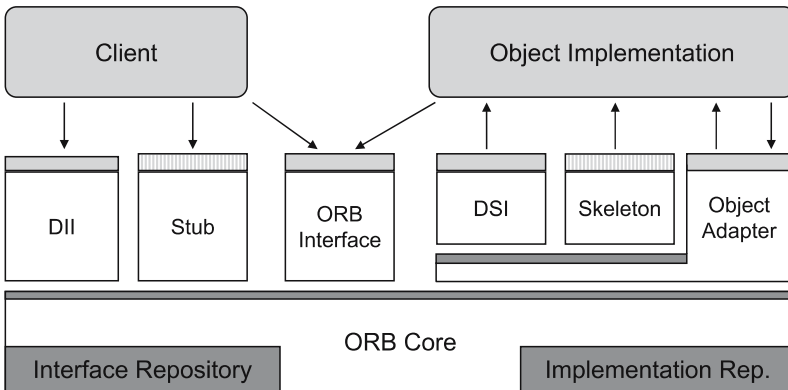 Client
Object Implementation
DII
Stub
ORB
Interface
DSI
Skeleton
Object
Adapter
ORB Core
Interface Repository
Implementation Rep.